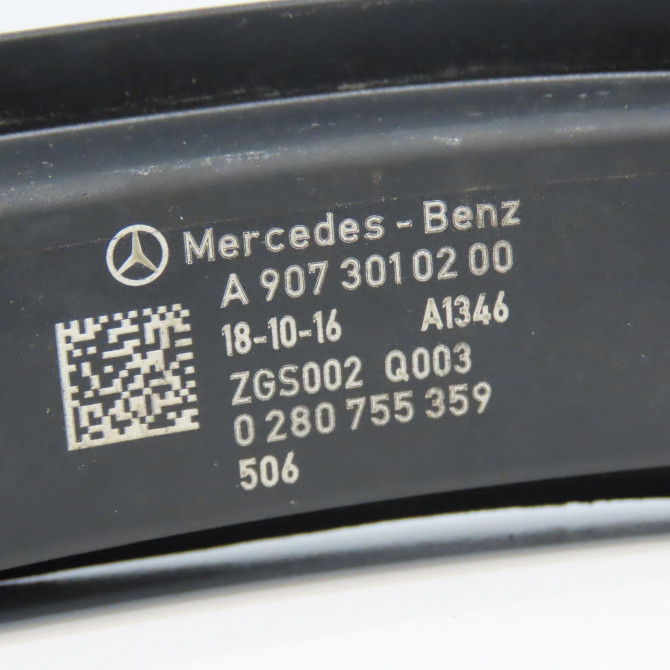 Mercedes-Benz
A 907 301 02 00
18-10-16 A1346
ZGS002 Q003
0 280 755 359
506